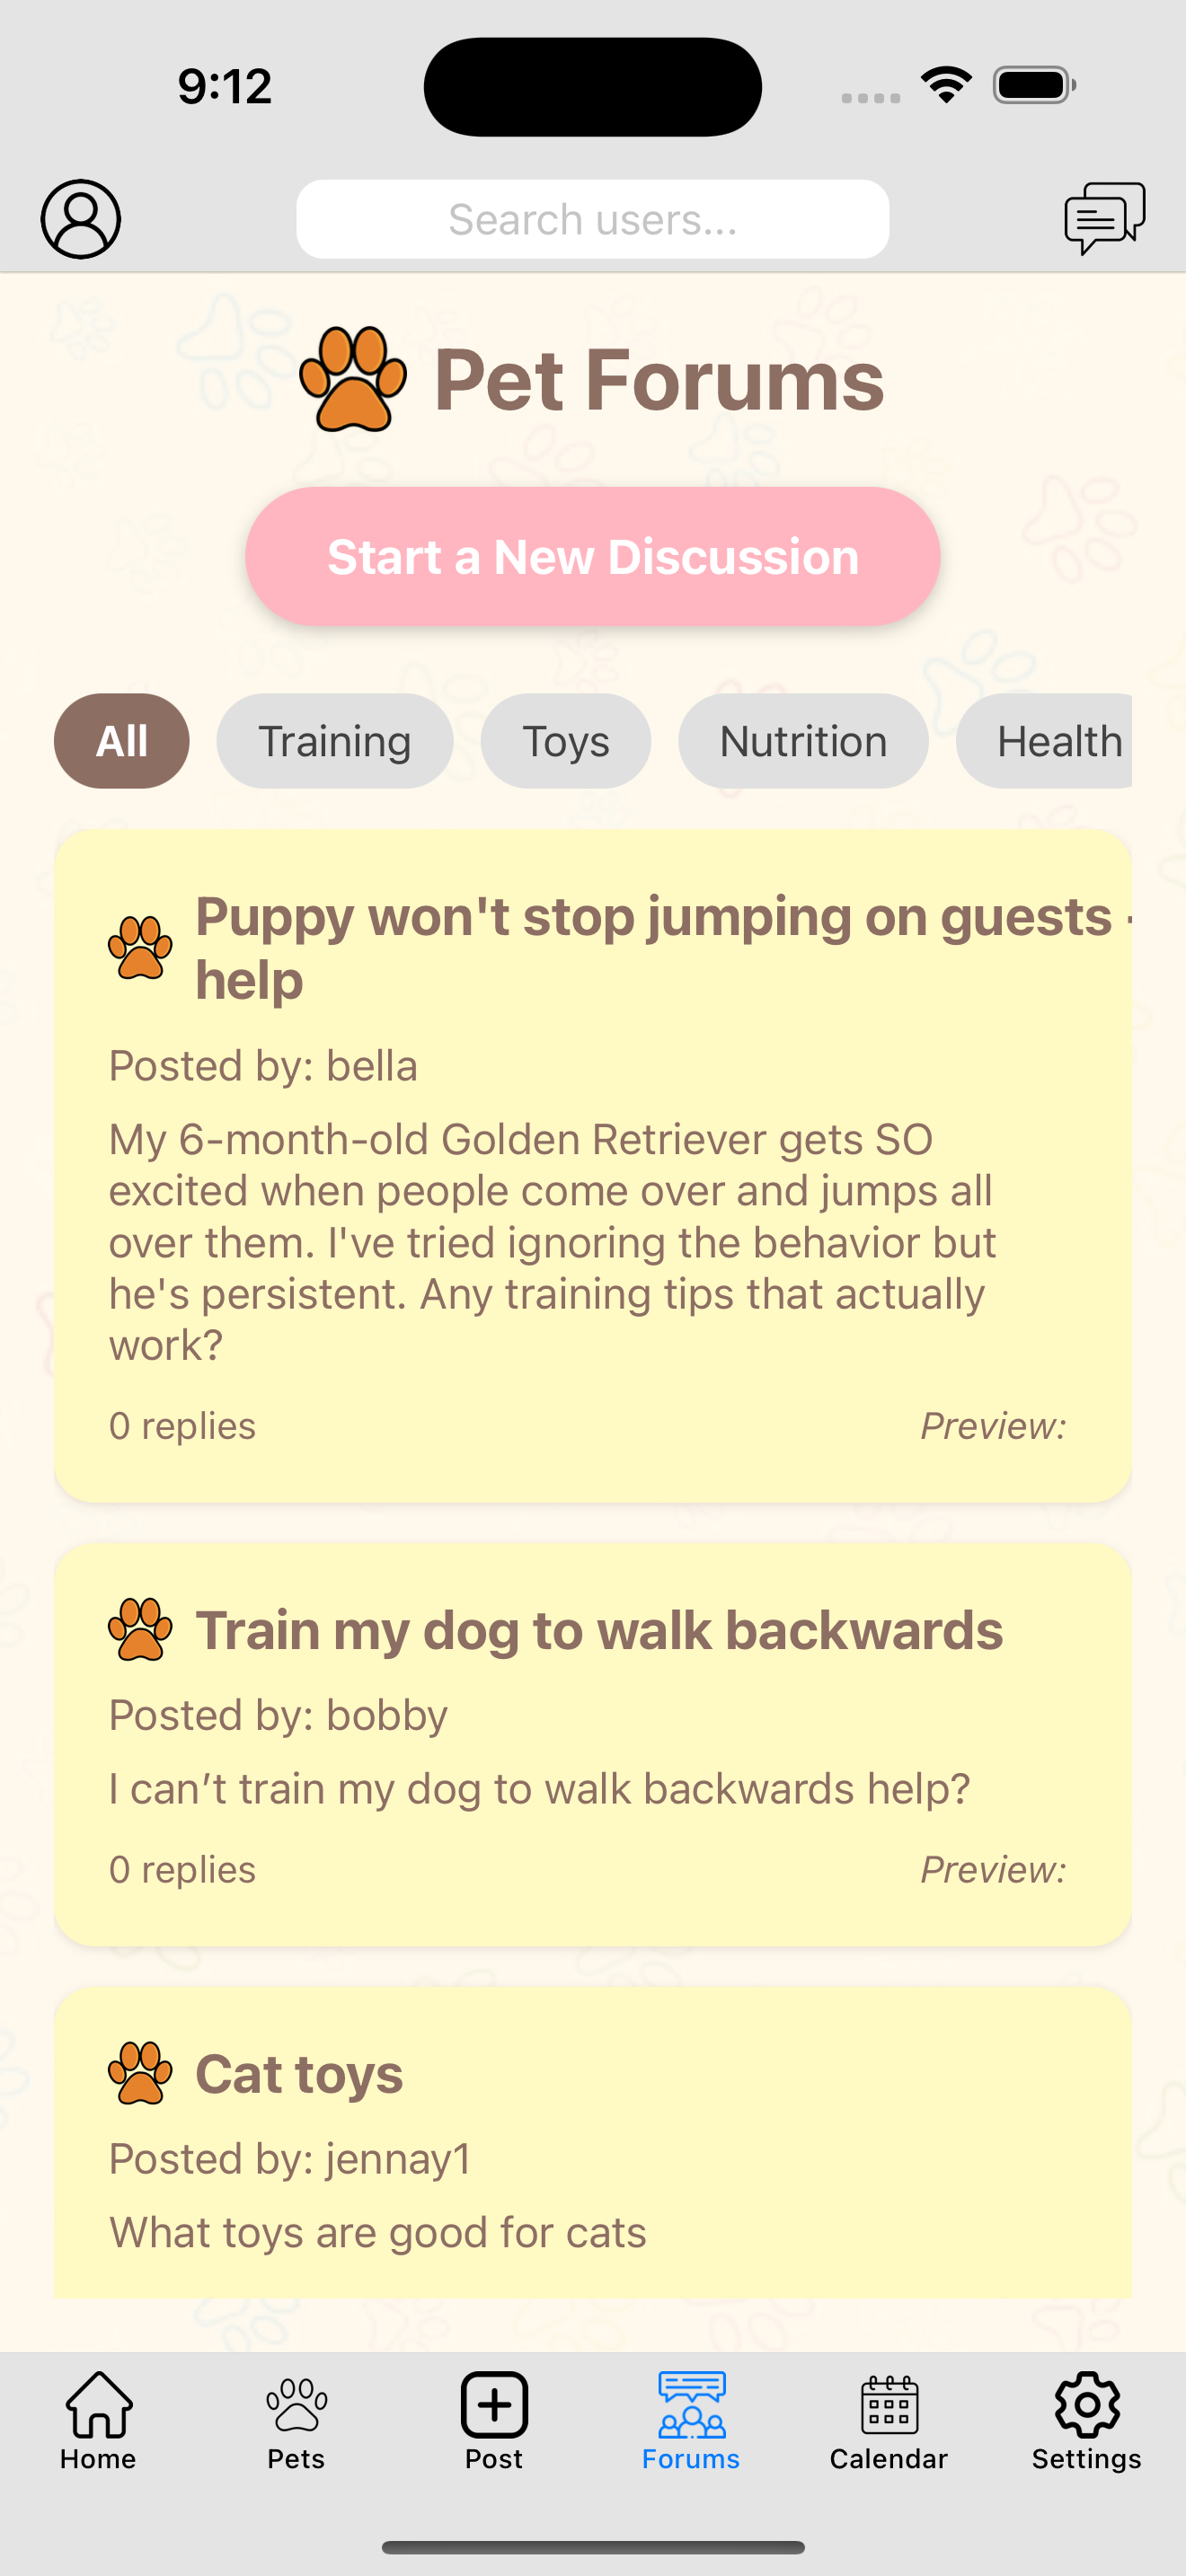 9:12
Search users...
Pet Forums
Start a New Discussion
All Training Toys Nutrition Health
Puppy won't stop jumping on guests -
help
Posted by: bella
My 6-month-old Golden Retriever gets SO
excited when people come over and jumps all
over them. I've tried ignoring the behavior but
he's persistent. Any training tips that actually
work?
0 replies Preview:
Train my dog to walk backwards
Posted by: bobby
I can’t train my dog to walk backwards help?
0 replies Preview:
Cat toys
Posted by: jennay1
What toys are good for cats
Home Pets Post Forums Calendar Settings